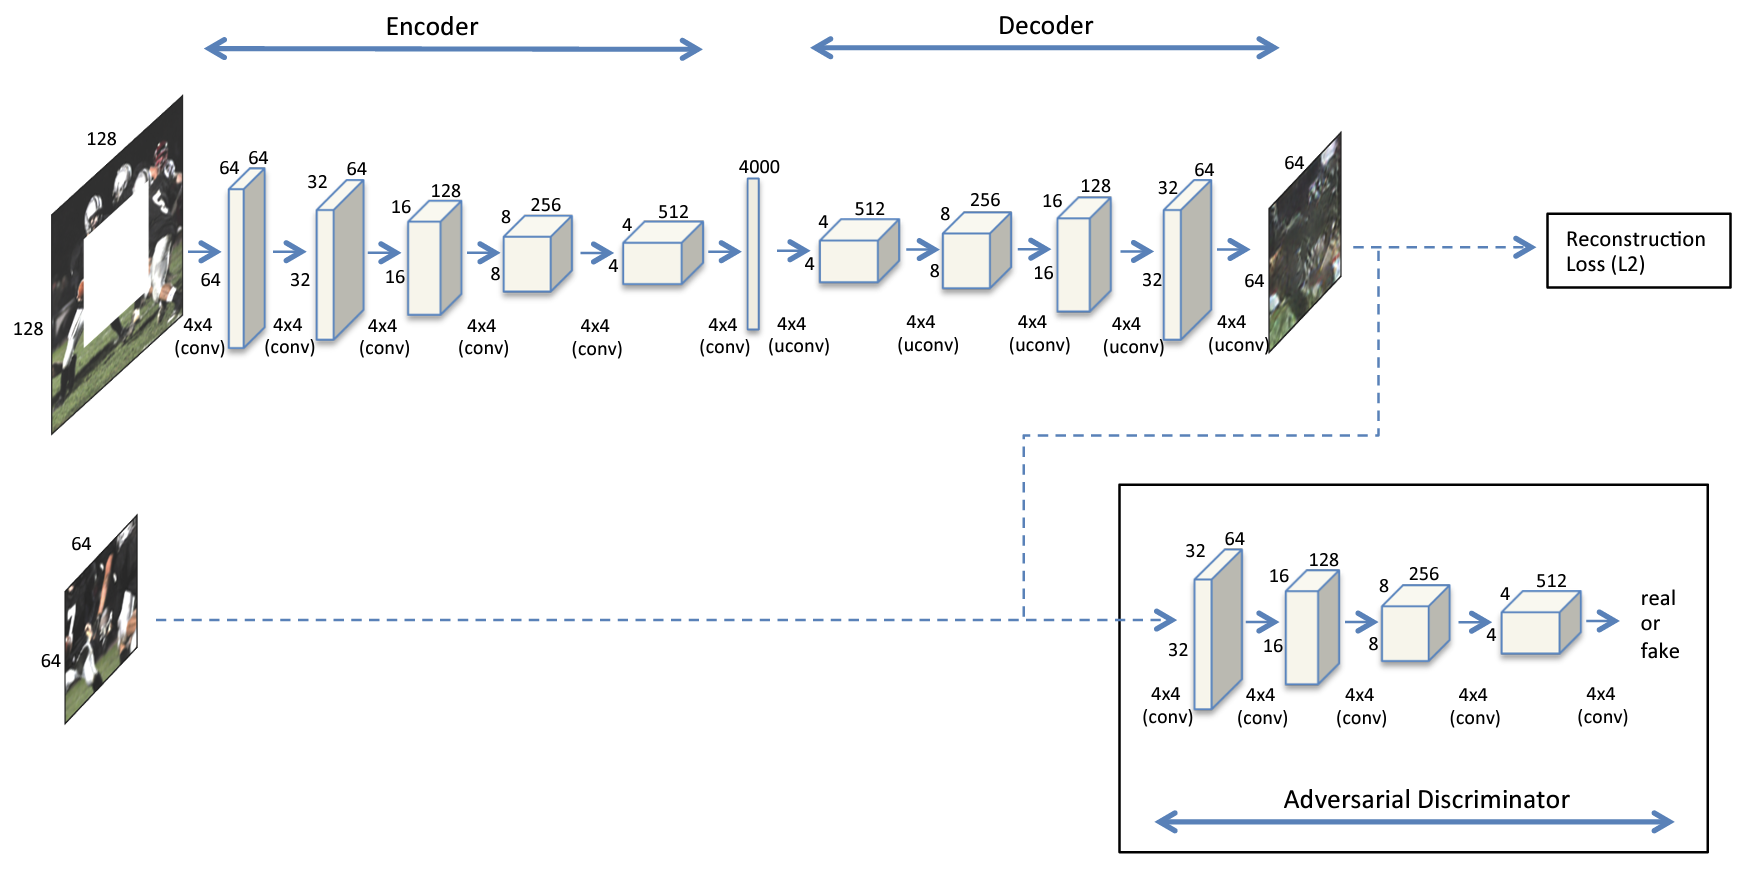 Encoder
Decoder
128
128
64
64
64
4x4
(conv)
32
64
32
4x4
(conv)
16
128
16
4x4
(conv)
8
256
8
4x4
(conv)
4
512
4
4x4
(conv)
4000
4x4
(conv)
4x4
(uconv)
4
512
4
4x4
(uconv)
8
256
8
4x4
(uconv)
16
128
16
4x4
(uconv)
32
64
32
4x4
(uconv)
64
64
Reconstruction
Loss (L2)
64
64
32
64
32
4x4
(conv)
16
128
16
4x4
(conv)
8
256
8
4x4
(conv)
4
512
4
4x4
(conv)
4x4
(conv)
real
or
fake
Adversarial Discriminator